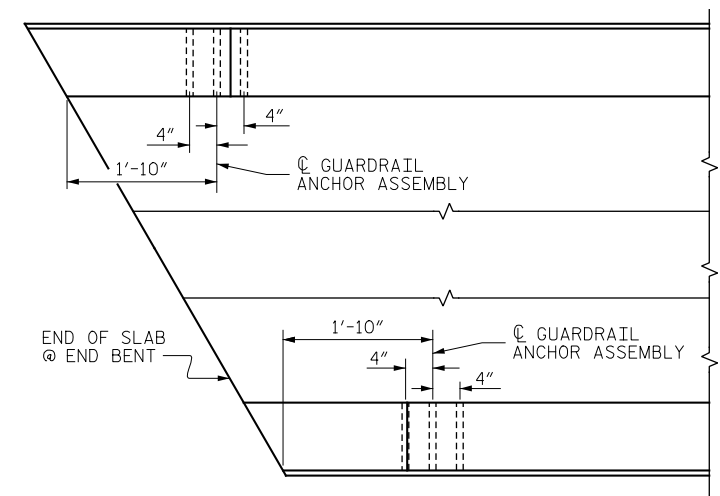 4"
4"
1'-10"
℄ GUARDRAIL
ANCHOR ASSEMBLY
1'-10"
℄ GUARDRAIL
ANCHOR ASSEMBLY
END OF SLAB
@ END BENT
4"
4"